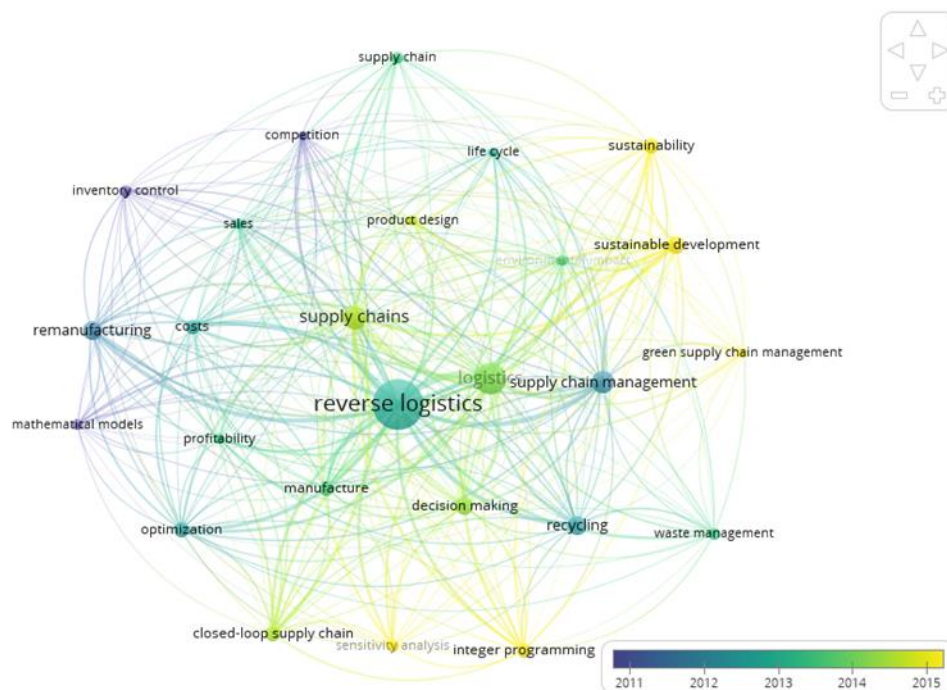 supply chain
competition
life cycle
sustainability
inventory control
sales
product design
sustainable development
supply chains
remanufacturing
costs
green supply chain management
logistics
supply chain management
reverse logistics
mathematical models
profitability
manufacture
decision making
optimization
recycling
waste management
closed-loop supply chain
sensitivity analysis
integer programming
2011 2012 2013 2014 2015